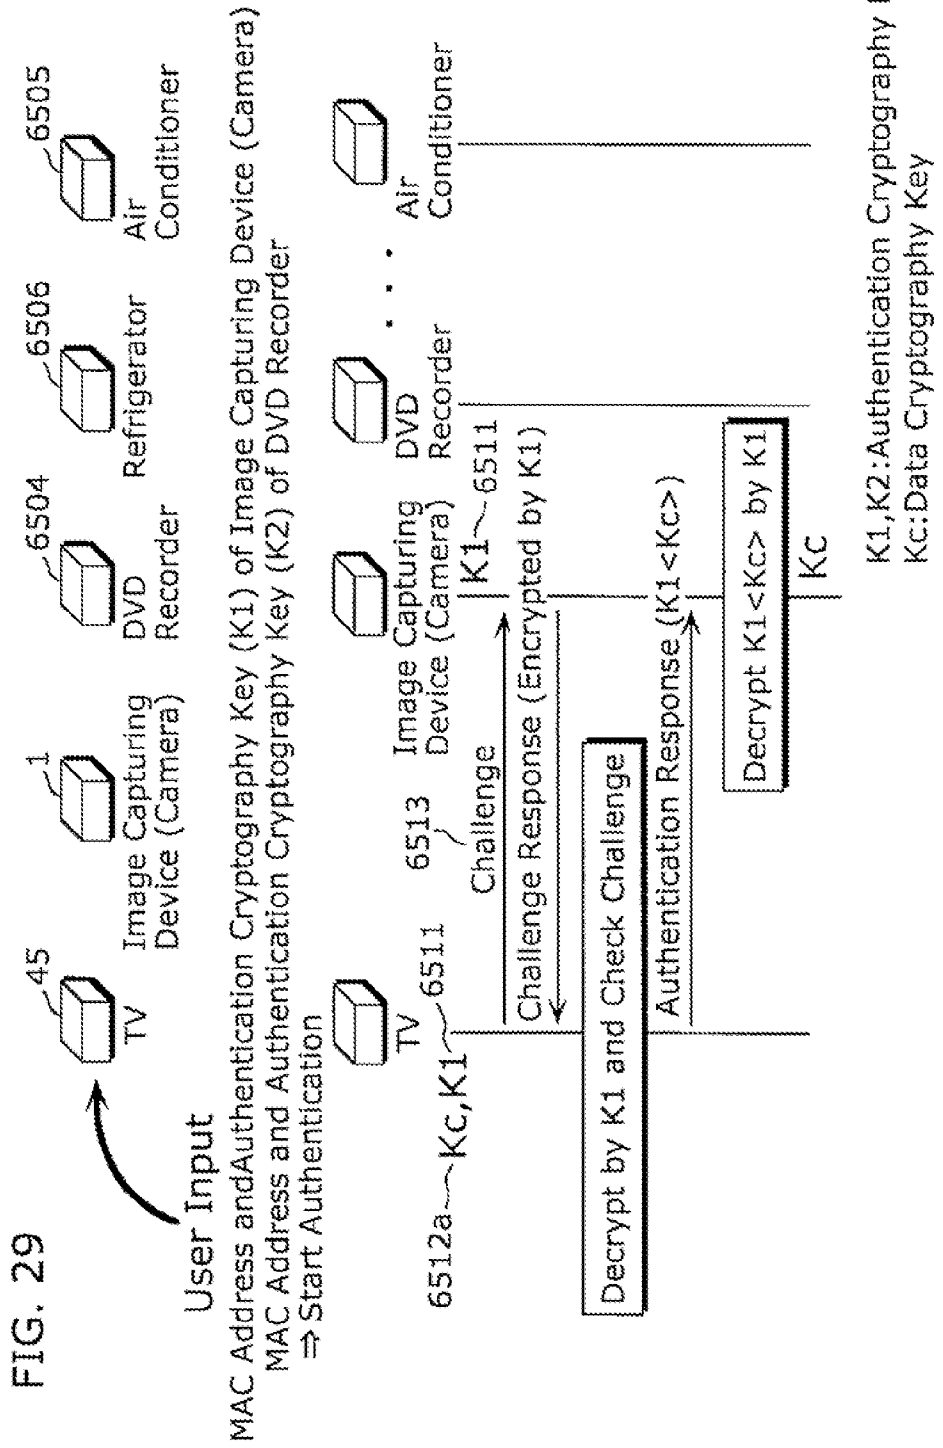 FIG. 29
45
1
6504
6506
6505
TV
Image Capturing
Device (Camera)
DVD
Recorder
Refrigerator
Air
Conditioner
User Input
MAC Address andAuthentication Cryptography Key (K1) of Image Capturing Device (Camera)
MAC Address and Authentication Cryptography Key (K2) of DVD Recorder
⇒Start Authentication
TV
Image Capturing
Device (Camera)
DVD
Recorder
. . .
Air
Conditioner
6512a
Kc,K1
6511
6513
K1
6511
Challenge
Challenge Response (Encrypted by K1)
Decrypt by K1 and Check Challenge
Authentication Response (K1<Kc>)
Decrypt K1<Kc> by K1
Kc
K1,K2:Authentication Cryptography
Kc:Data Cryptography Key